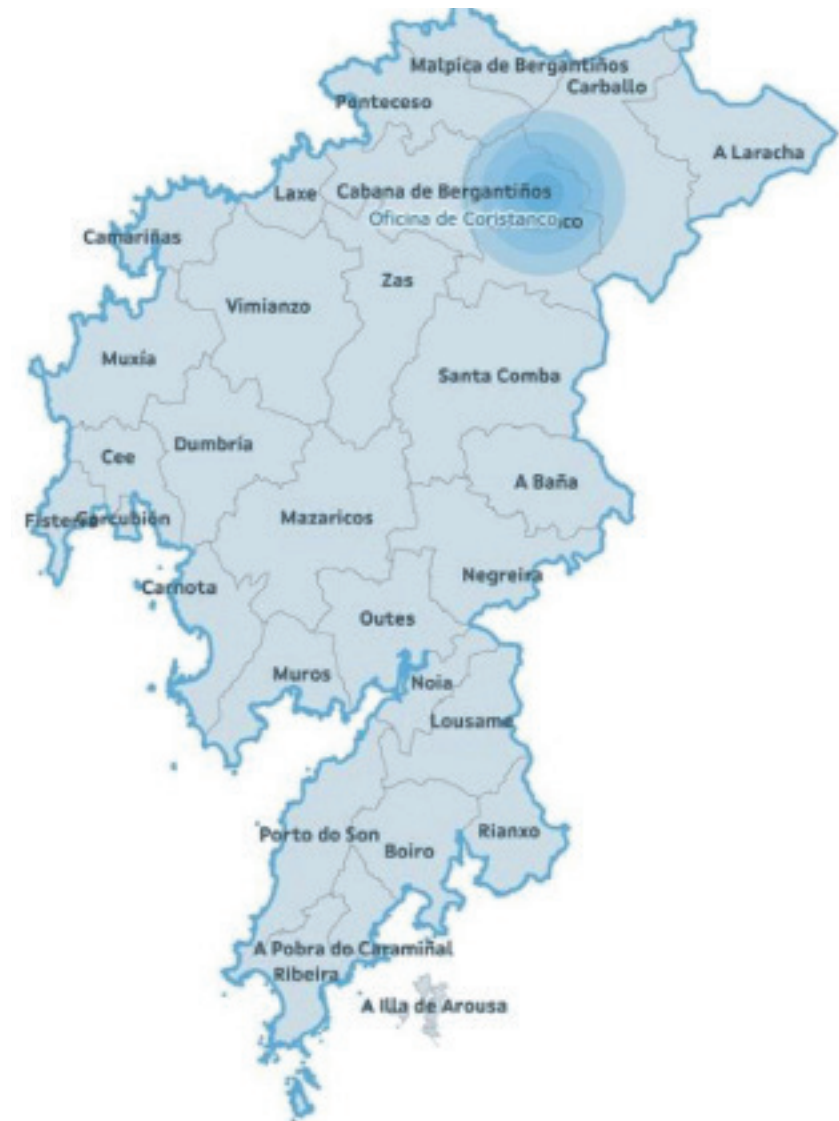 Malpica de Bergantiños
Carballo
Ponteceso
A Laracha
Laxe
Cabana de Bergantiños
Oficina de Coristanco
Camariñas
Zas
Vimianzo
Muxía
Santa Comba
Dumbría
Cee
A Baña
Mazaricos
Corcubión
Negreira
Carnota
Outes
Muros
Noia
Lousame
Porto do Son
Rianxo
Boiro
A Pobra do Caramiñal
Ribeira
A Illa de Arousa